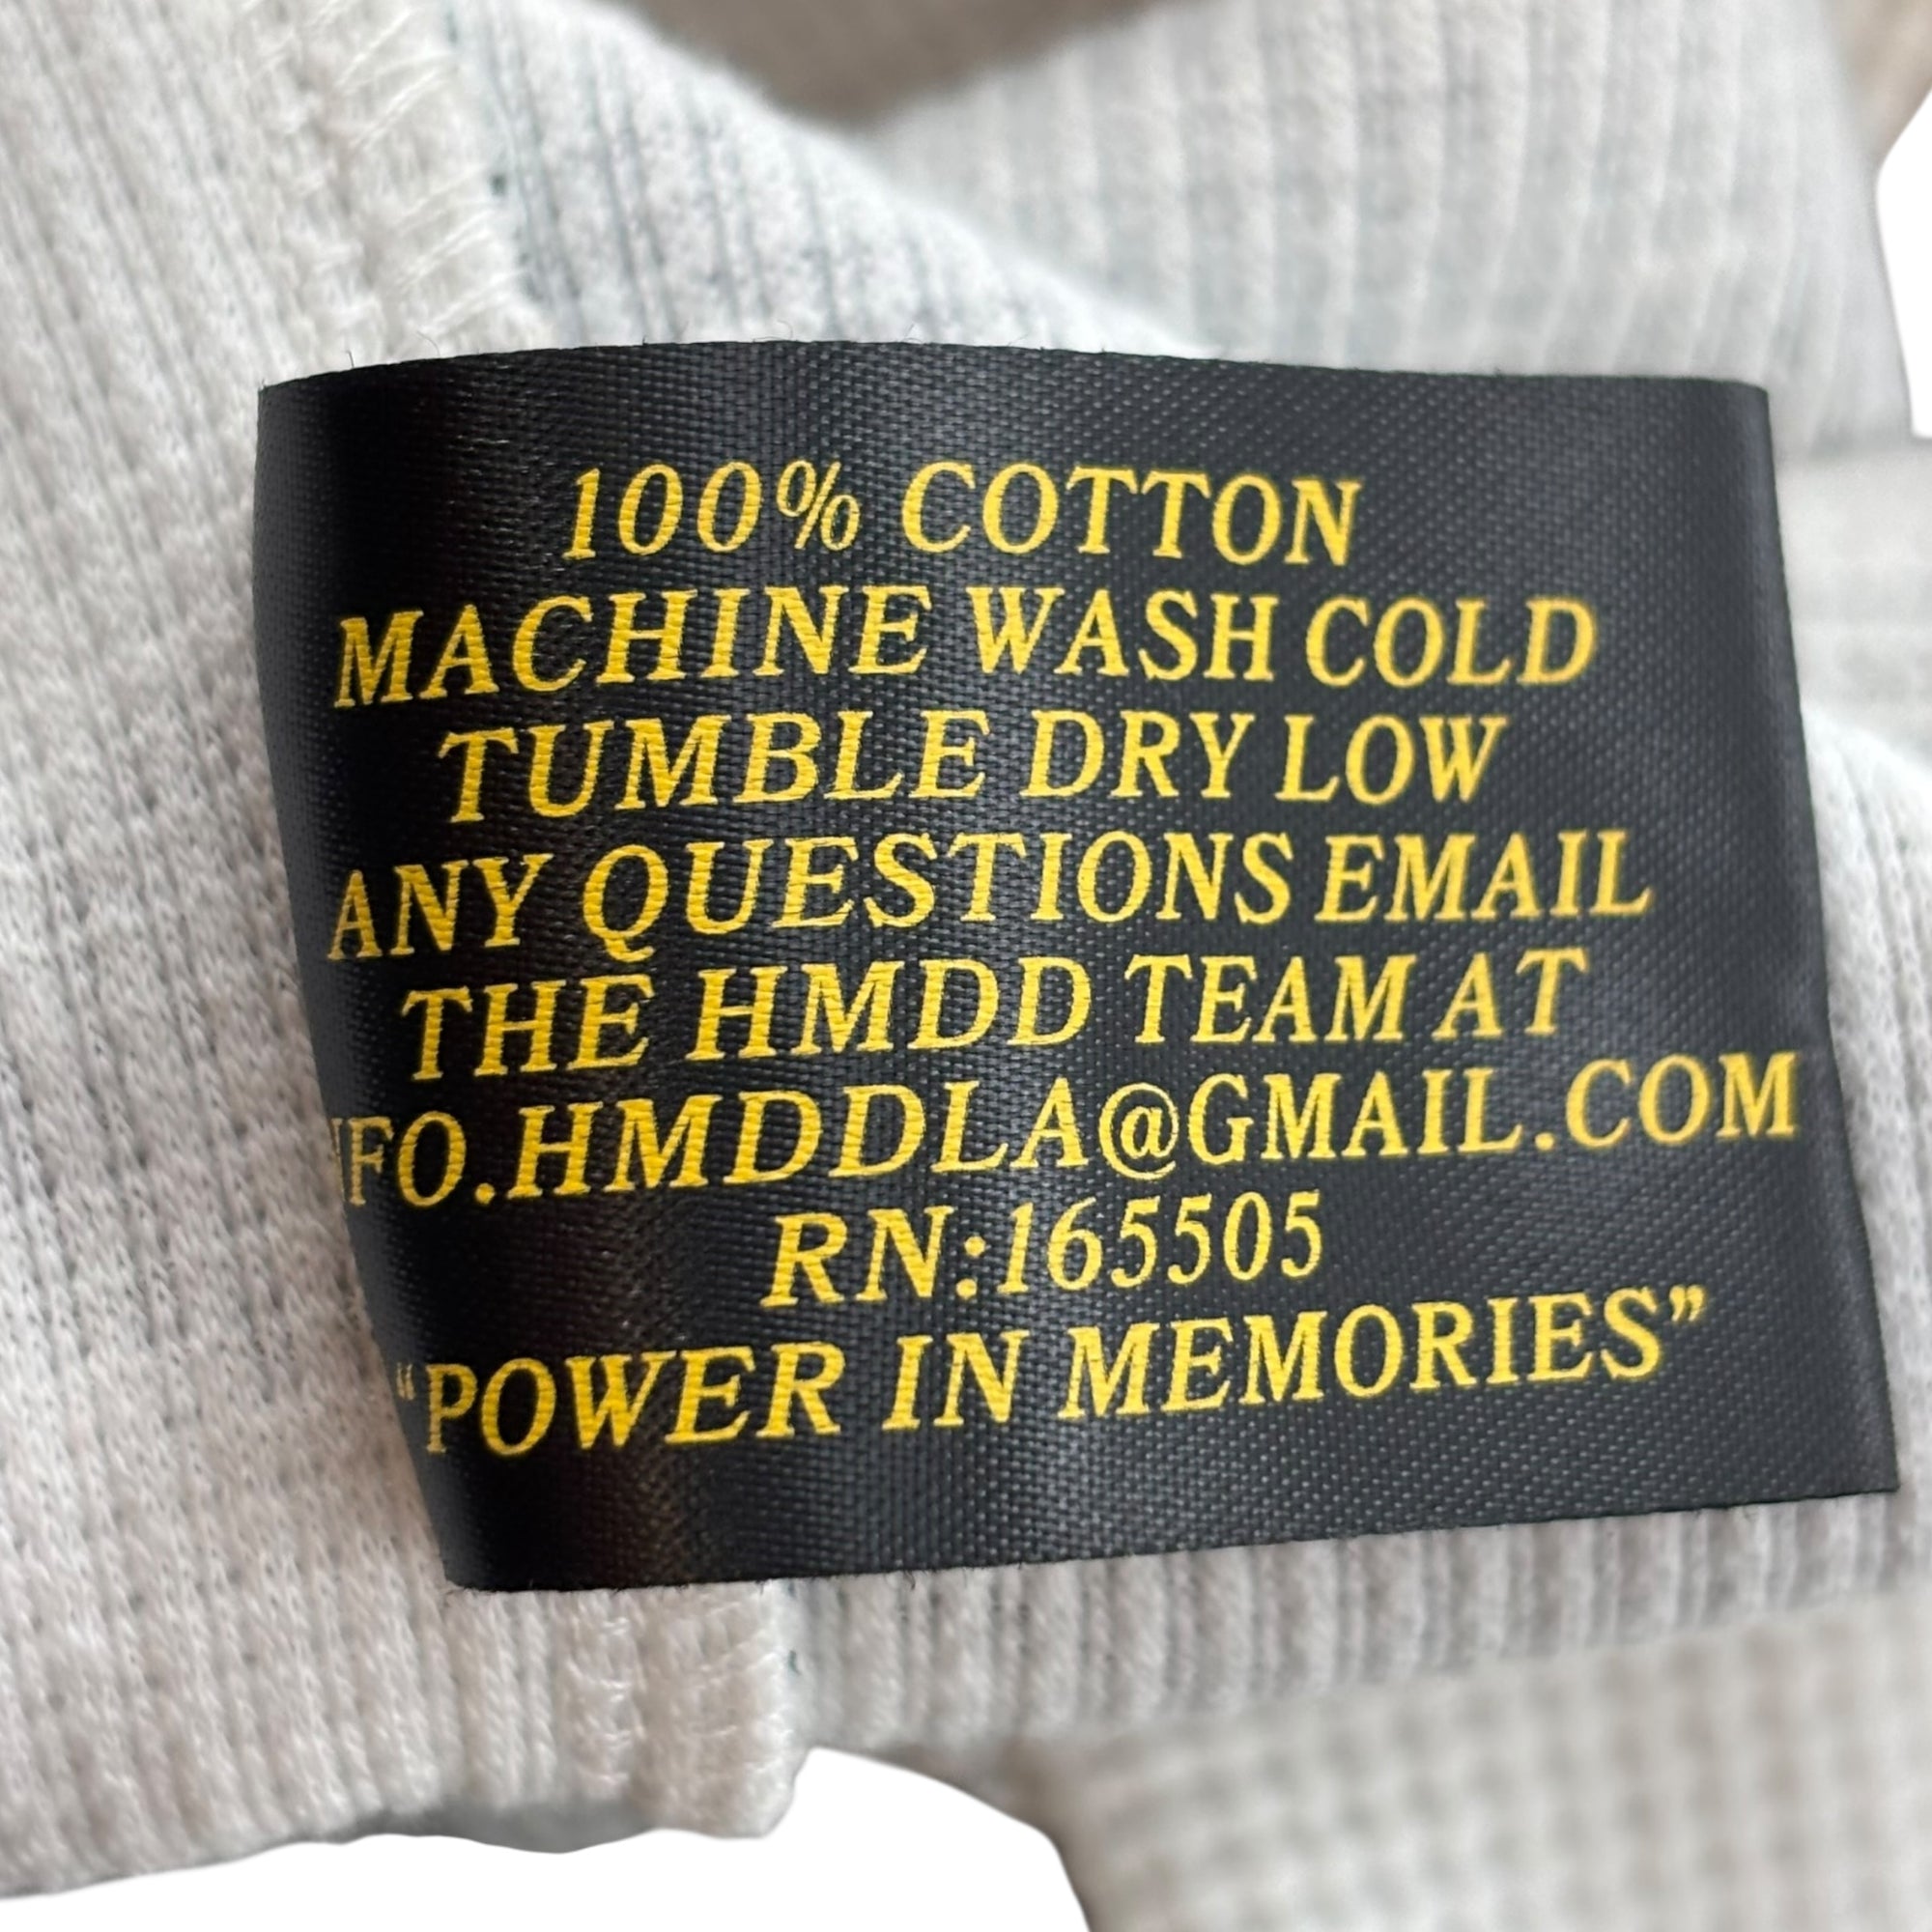 100% COTTON
MACHINE WASH COLD
TUMBLE DRY LOW
ANY QUESTIONS EMAIL
THE HMDD TEAM AT
NFO.HMDDLA@GMAIL.COM
RN:165505
“POWER IN MEMORIES”